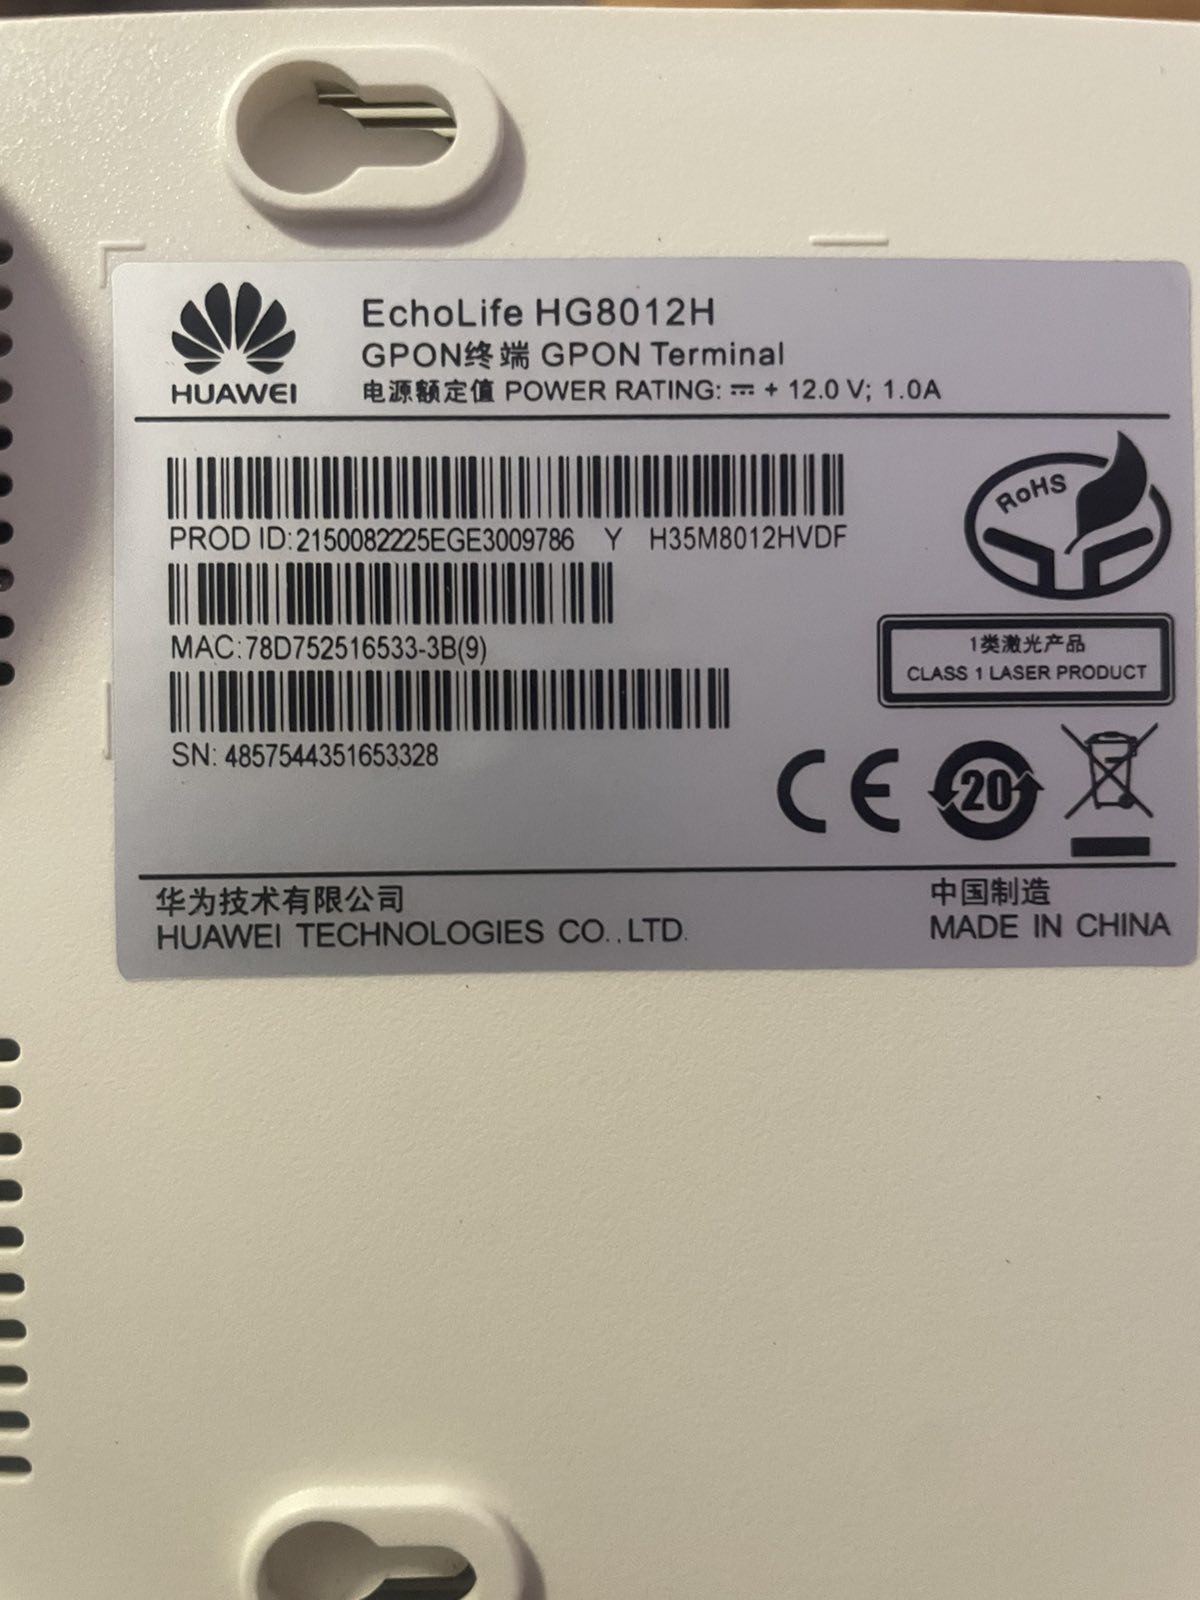 EchoLife HG8012H
GPON终端 GPON Terminal
HUAWEI
电源额定值 POWER RATING: ⎓ + 12.0 V; 1.0A
RoHS
PROD ID:2150082225EGE3009786 Y H35M8012HVDF
MAC:78D752516533-3B(9)
1类激光产品
CLASS 1 LASER PRODUCT
SN: 4857544351653328
CE
20
华为技术有限公司
HUAWEI TECHNOLOGIES CO.,LTD.
中国制造
MADE IN CHINA